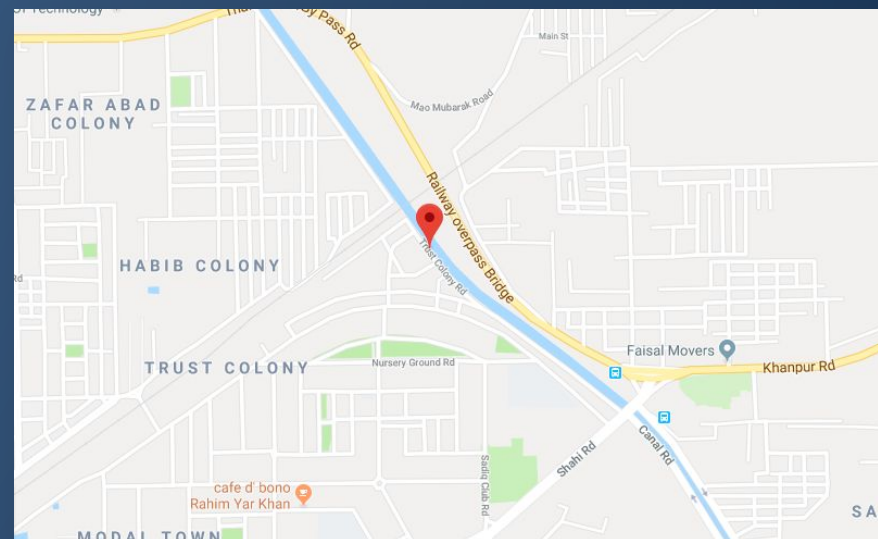 Technology
By Pass Rd
Main St
ZAFAR ABAD
COLONY
Mao Mubarak Road
Railway overpass Bridge
Trust Colony Rd
HABIB COLONY
Rd
Faisal Movers
TRUST COLONY
Nursery Ground Rd
Khanpur Rd
Canal Rd
Shahi Rd
Sadiq Club Rd
cafe d' bono
Rahim Yar Khan
MODAL TOWN
SA